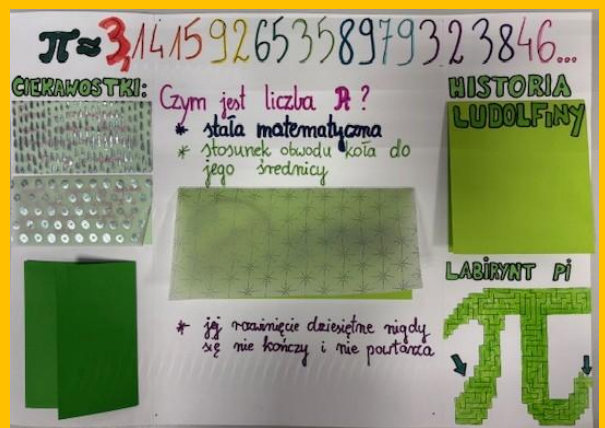 π≈3,14159265358979323846...
CIEKAWOSTKI:
Czym jest liczba π?
* stała matematyczna
* stosunek obwodu koła do
jego średnicy
* jej rozwinięcie dziesiętne nigdy
się nie kończy i nie powtarza
HISTORIA
LUDOLFINY
LABIRYNT PI
π